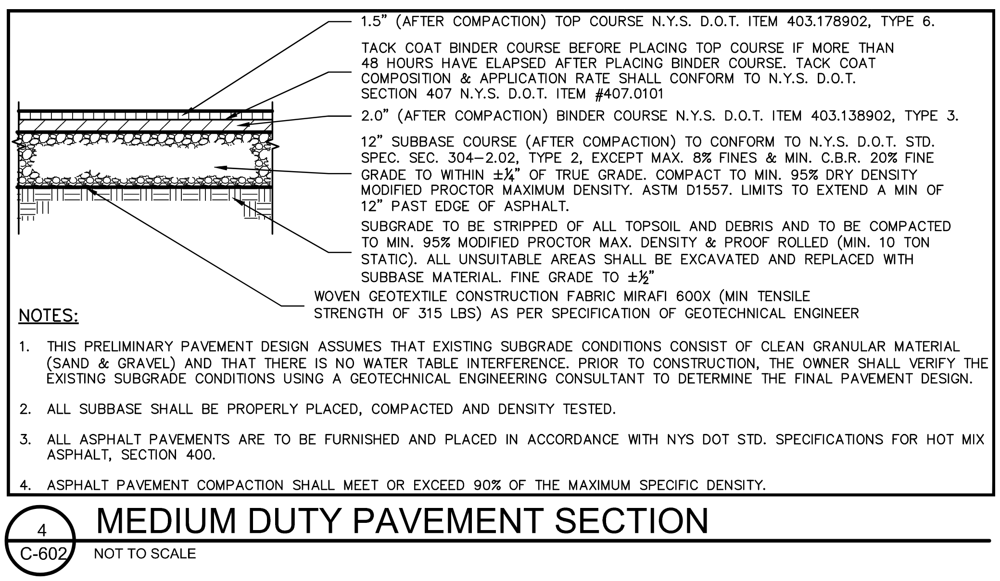 1.5” (AFTER COMPACTION) TOP COURSE N.Y.S. D.O.T. ITEM 403.178902, TYPE 6.
TACK COAT BINDER COURSE BEFORE PLACING TOP COURSE IF MORE THAN
48 HOURS HAVE ELAPSED AFTER PLACING BINDER COURSE. TACK COAT
COMPOSITION & APPLICATION RATE SHALL CONFORM TO N.Y.S. D.O.T.
SECTION 407 N.Y.S. D.O.T. ITEM #407.0101
2.0” (AFTER COMPACTION) BINDER COURSE N.Y.S. D.O.T. ITEM 403.138902, TYPE 3.
12” SUBBASE COURSE (AFTER COMPACTION) TO CONFORM TO N.Y.S. D.O.T. STD.
SPEC. SEC. 304–2.02, TYPE 2, EXCEPT MAX. 8% FINES & MIN. C.B.R. 20% FINE
GRADE TO WITHIN ±¼” OF TRUE GRADE. COMPACT TO MIN. 95% DRY DENSITY
MODIFIED PROCTOR MAXIMUM DENSITY. ASTM D1557. LIMITS TO EXTEND A MIN OF
12” PAST EDGE OF ASPHALT.
SUBGRADE TO BE STRIPPED OF ALL TOPSOIL AND DEBRIS AND TO BE COMPACTED
TO MIN. 95% MODIFIED PROCTOR MAX. DENSITY & PROOF ROLLED (MIN. 10 TON
STATIC). ALL UNSUITABLE AREAS SHALL BE EXCAVATED AND REPLACED WITH
SUBBASE MATERIAL. FINE GRADE TO ±½”
WOVEN GEOTEXTILE CONSTRUCTION FABRIC MIRAFI 600X (MIN TENSILE
STRENGTH OF 315 LBS) AS PER SPECIFICATION OF GEOTECHNICAL ENGINEER
NOTES:
1. THIS PRELIMINARY PAVEMENT DESIGN ASSUMES THAT EXISTING SUBGRADE CONDITIONS CONSIST OF CLEAN GRANULAR MATERIAL
(SAND & GRAVEL) AND THAT THERE IS NO WATER TABLE INTERFERENCE. PRIOR TO CONSTRUCTION, THE OWNER SHALL VERIFY THE
EXISTING SUBGRADE CONDITIONS USING A GEOTECHNICAL ENGINEERING CONSULTANT TO DETERMINE THE FINAL PAVEMENT DESIGN.
2. ALL SUBBASE SHALL BE PROPERLY PLACED, COMPACTED AND DENSITY TESTED.
3. ALL ASPHALT PAVEMENTS ARE TO BE FURNISHED AND PLACED IN ACCORDANCE WITH NYS DOT STD. SPECIFICATIONS FOR HOT MIX
ASPHALT, SECTION 400.
4. ASPHALT PAVEMENT COMPACTION SHALL MEET OR EXCEED 90% OF THE MAXIMUM SPECIFIC DENSITY.
4
MEDIUM DUTY PAVEMENT SECTION
C-602
NOT TO SCALE